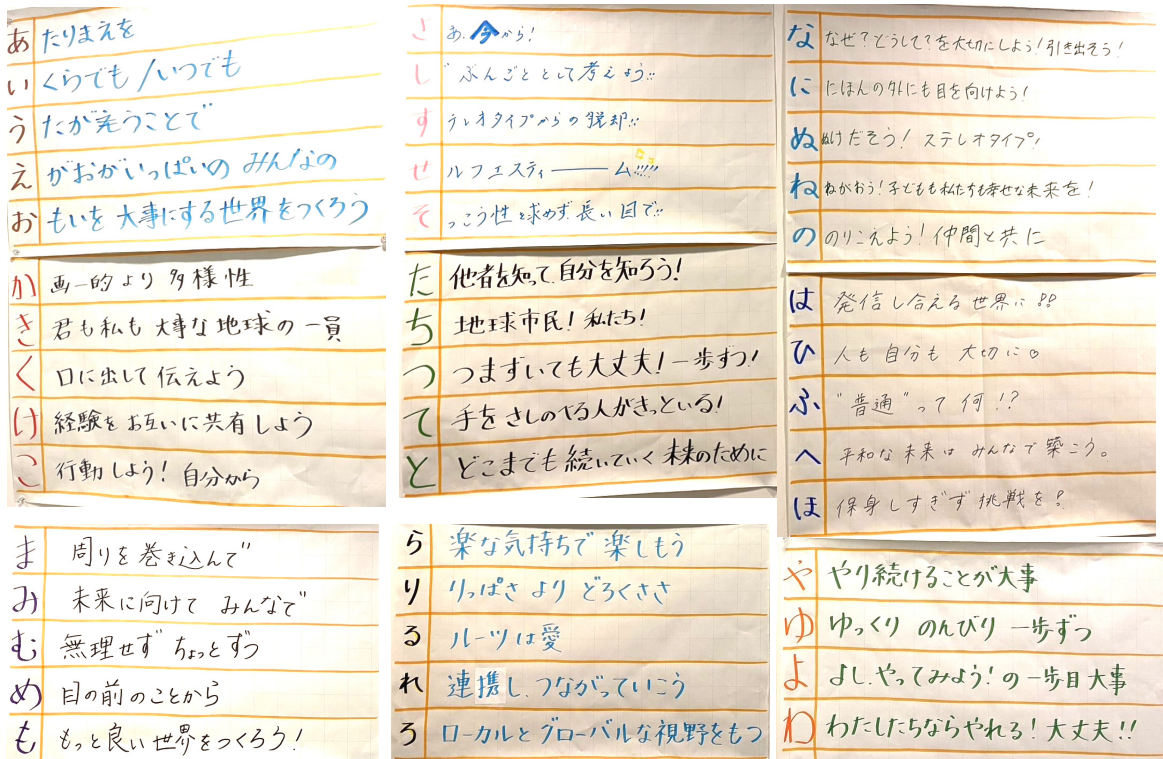 あ たりまえを
い くらでも/いつでも
う たが売うことで
え がおがいっぱいの みんなの
お もいを 大事にする世界をつくろう
か 画一的より 多様性
き 君も私も 大事な地球の一員
く 口に出して伝えよう
け 経験をお互いに共有しよう
こ 行動しよう! 自分から
さ あ、今から!
し ぶんごととして考えよう!!
す テレオタイプからの脱却!!
せ ルフエスティーーム!!!!!
そ っこう性を求めず、長い目で!!
た 他者を知って、自分を知ろう!
ち 地球市民! 私たち!
つ つまずいても大丈夫!一歩ずつ!
て 手をさしのべる人がきっといる!
と どこまでも続いていく未来のために
な なぜ?どうして?を大切にしよう!引き出そう!
に にほんの外にも目を向けよう!
ぬ ぬけだそう! ステレオタイプ!
ね ねがおう!子どもも私たちも幸せな未来を!
の のりこえよう!仲間と共に
は 発信し合える世界に!!
ひ 人も自分も 大切に♡
ふ "普通"って何!?
へ 平和な未来は みんなで築こう。
ほ 保身しすぎず挑戦を!
ま 周りを巻き込んで
み 未来に向けて みんなで
む 無理せず ちょっとずつ
め 目の前のことから
も もっと良い世界をつくろう!
ら 楽な気持ちで楽しもう
り りっぱさ より どろくささ
る ルーツは愛
れ 連携し、つながっていこう
ろ ローカルとグローバルな視野をもつ
や やり続けることが大事
ゆ ゆっくり のんびり 一歩ずつ
よ よし、やってみよう!の一歩目大事
わ わたしたちならやれる!大丈夫!!